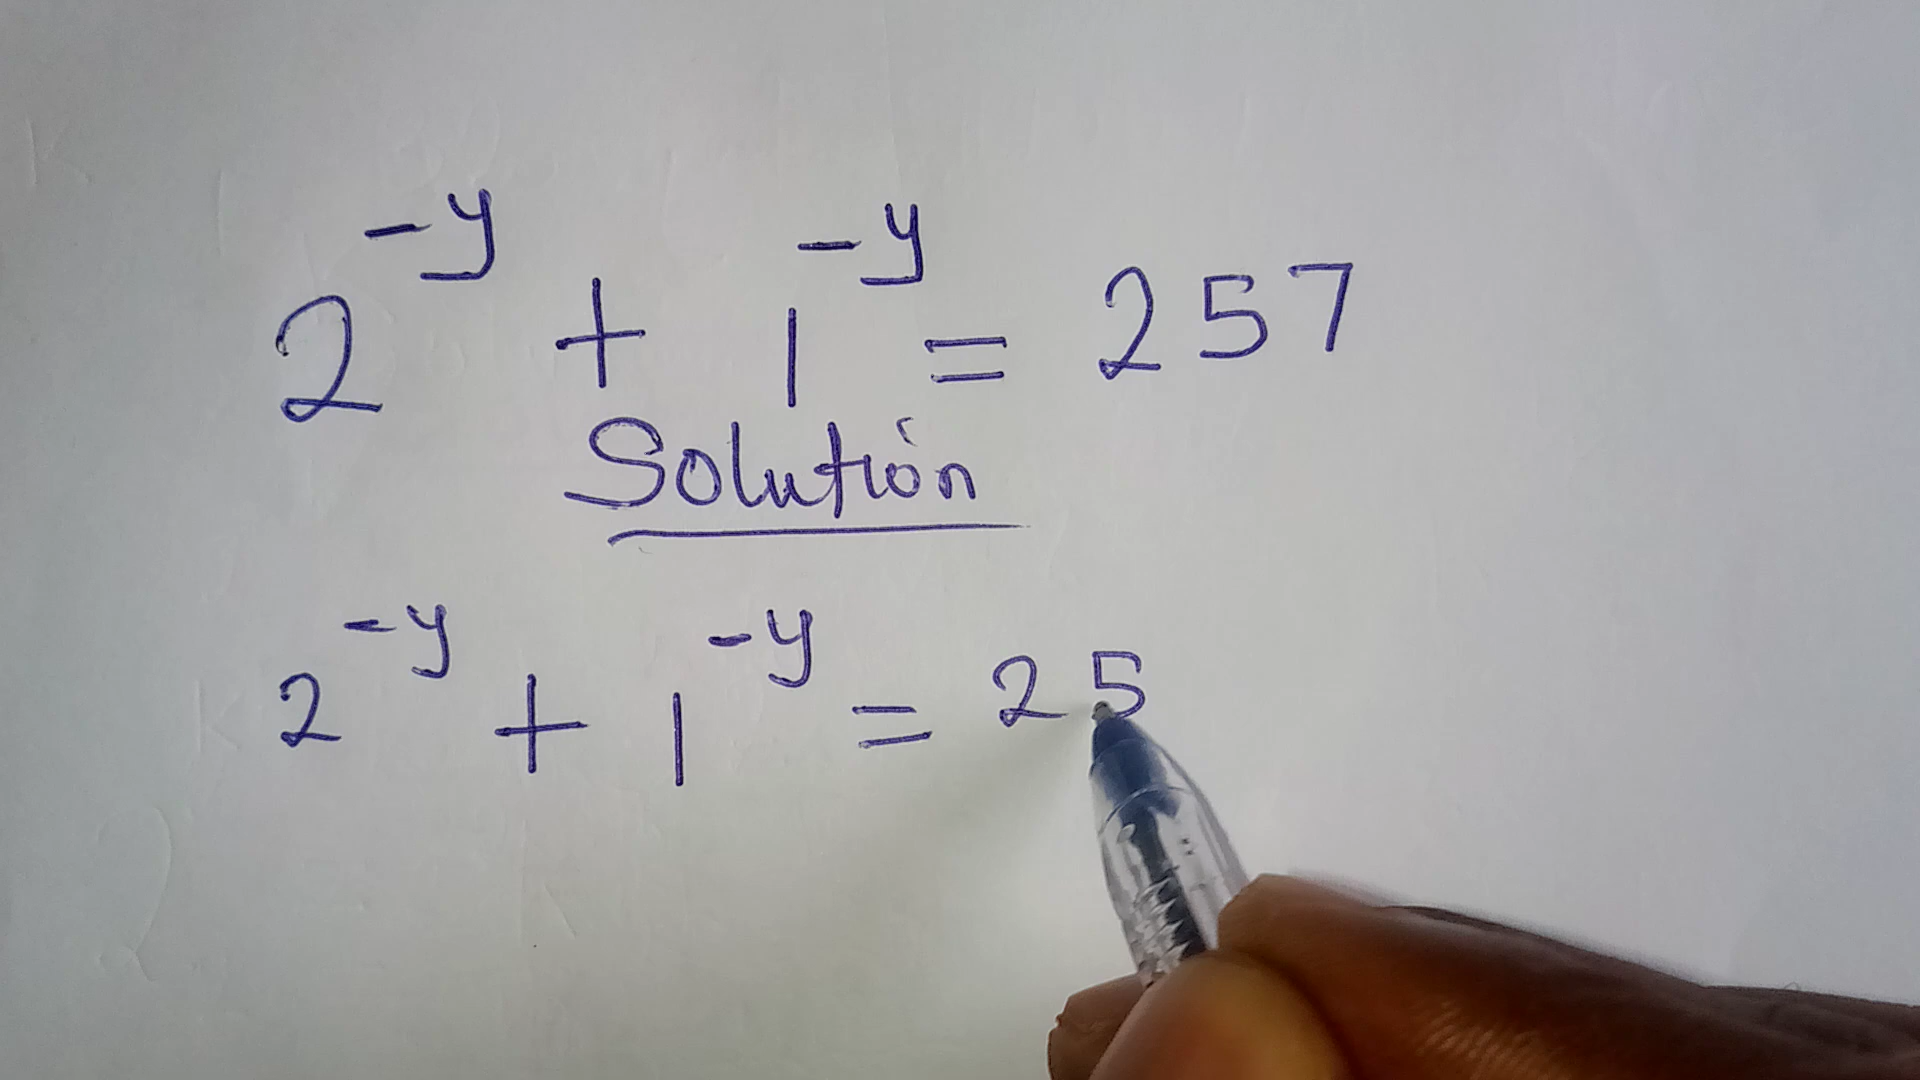 2^-y + 1^-y = 257
Solution
2^-y + 1^-y = 25